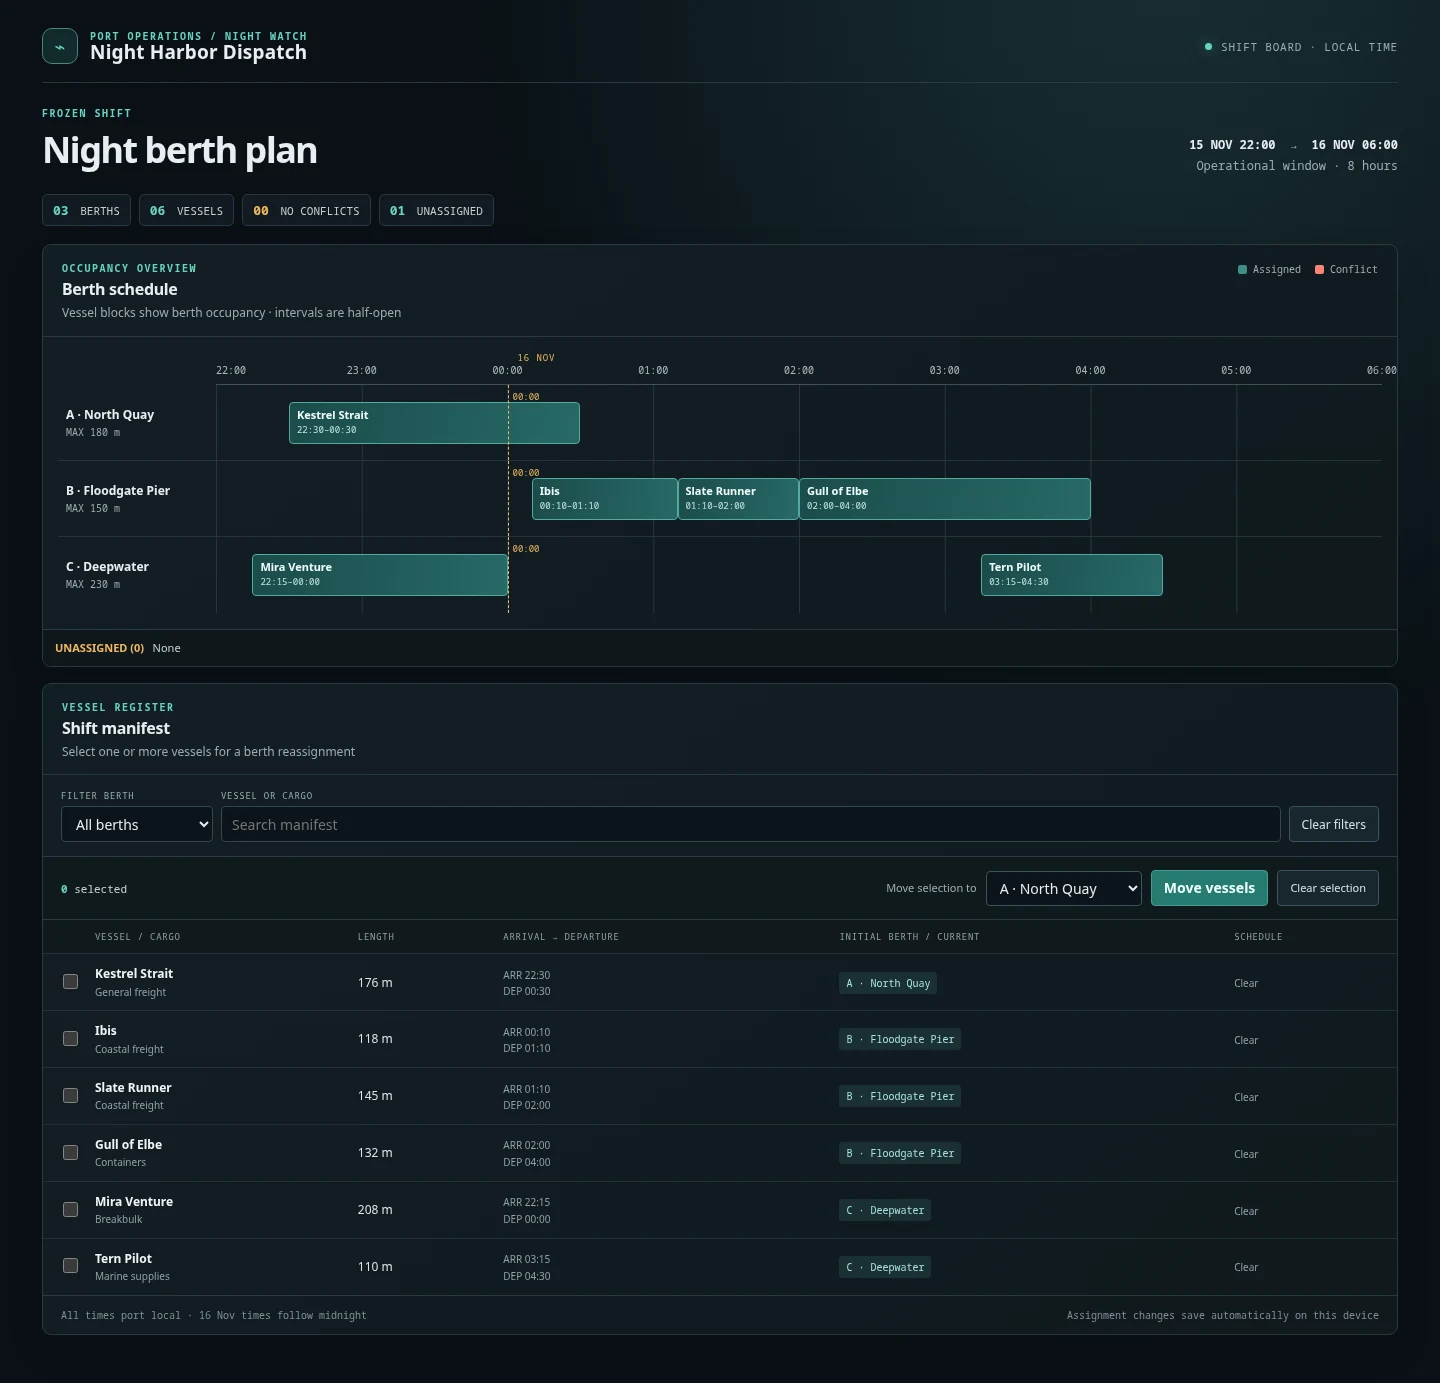 PORT OPERATIONS / NIGHT WATCH
Night Harbor Dispatch
SHIFT BOARD · LOCAL TIME
FROZEN SHIFT
Night berth plan
15 NOV 22:00 → 16 NOV 06:00
Operational window · 8 hours
03 BERTHS
06 VESSELS
00 NO CONFLICTS
01 UNASSIGNED
OCCUPANCY OVERVIEW
Berth schedule
Vessel blocks show berth occupancy · intervals are half-open
Assigned
Conflict
16 NOV
22:00 23:00 00:00 01:00 02:00 03:00 04:00 05:00 06:00
A · North Quay
MAX 180 m
00:00
Kestrel Strait
22:30–00:30
B · Floodgate Pier
MAX 150 m
00:00
Ibis
00:10–01:10
Slate Runner
01:10–02:00
Gull of Elbe
02:00–04:00
C · Deepwater
MAX 230 m
00:00
Mira Venture
22:15–00:00
Tern Pilot
03:15–04:30
UNASSIGNED (0) None
VESSEL REGISTER
Shift manifest
Select one or more vessels for a berth reassignment
FILTER BERTH
VESSEL OR CARGO
All berths
Search manifest
Clear filters
0 selected
Move selection to
A · North Quay
Move vessels
Clear selection
VESSEL / CARGO LENGTH ARRIVAL → DEPARTURE INITIAL BERTH / CURRENT SCHEDULE
Kestrel Strait
General freight
176 m
ARR 22:30
DEP 00:30
A · North Quay
Clear
Ibis
Coastal freight
118 m
ARR 00:10
DEP 01:10
B · Floodgate Pier
Clear
Slate Runner
Coastal freight
145 m
ARR 01:10
DEP 02:00
B · Floodgate Pier
Clear
Gull of Elbe
Containers
132 m
ARR 02:00
DEP 04:00
B · Floodgate Pier
Clear
Mira Venture
Breakbulk
208 m
ARR 22:15
DEP 00:00
C · Deepwater
Clear
Tern Pilot
Marine supplies
110 m
ARR 03:15
DEP 04:30
C · Deepwater
Clear
All times port local · 16 Nov times follow midnight
Assignment changes save automatically on this device